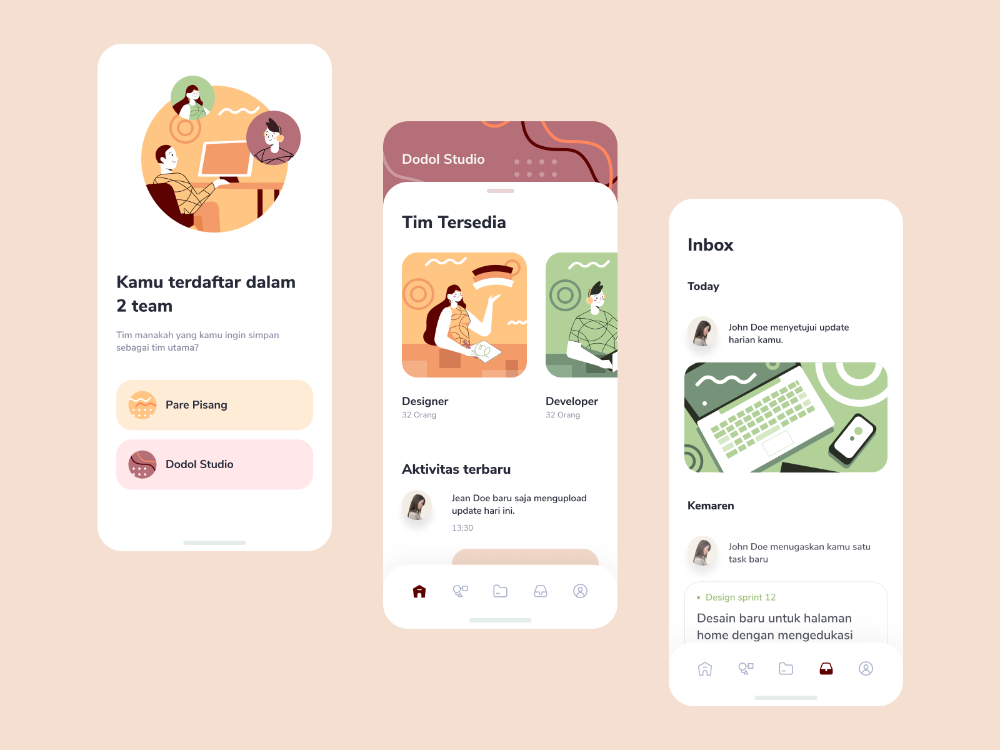 Kamu terdaftar dalam
2 team
Tim manakah yang kamu ingin simpan
sebagai tim utama?
Pare Pisang
Dodol Studio
Dodol Studio
Tim Tersedia
Designer
32 Orang
Developer
32 Orang
Aktivitas terbaru
Jean Doe baru saja mengupload
update hari ini.
13:30
Inbox
Today
John Doe menyetujui update
harian kamu.
Kemaren
John Doe menugaskan kamu satu
task baru
• Design sprint 12
Desain baru untuk halaman
home dengan mengedukasi